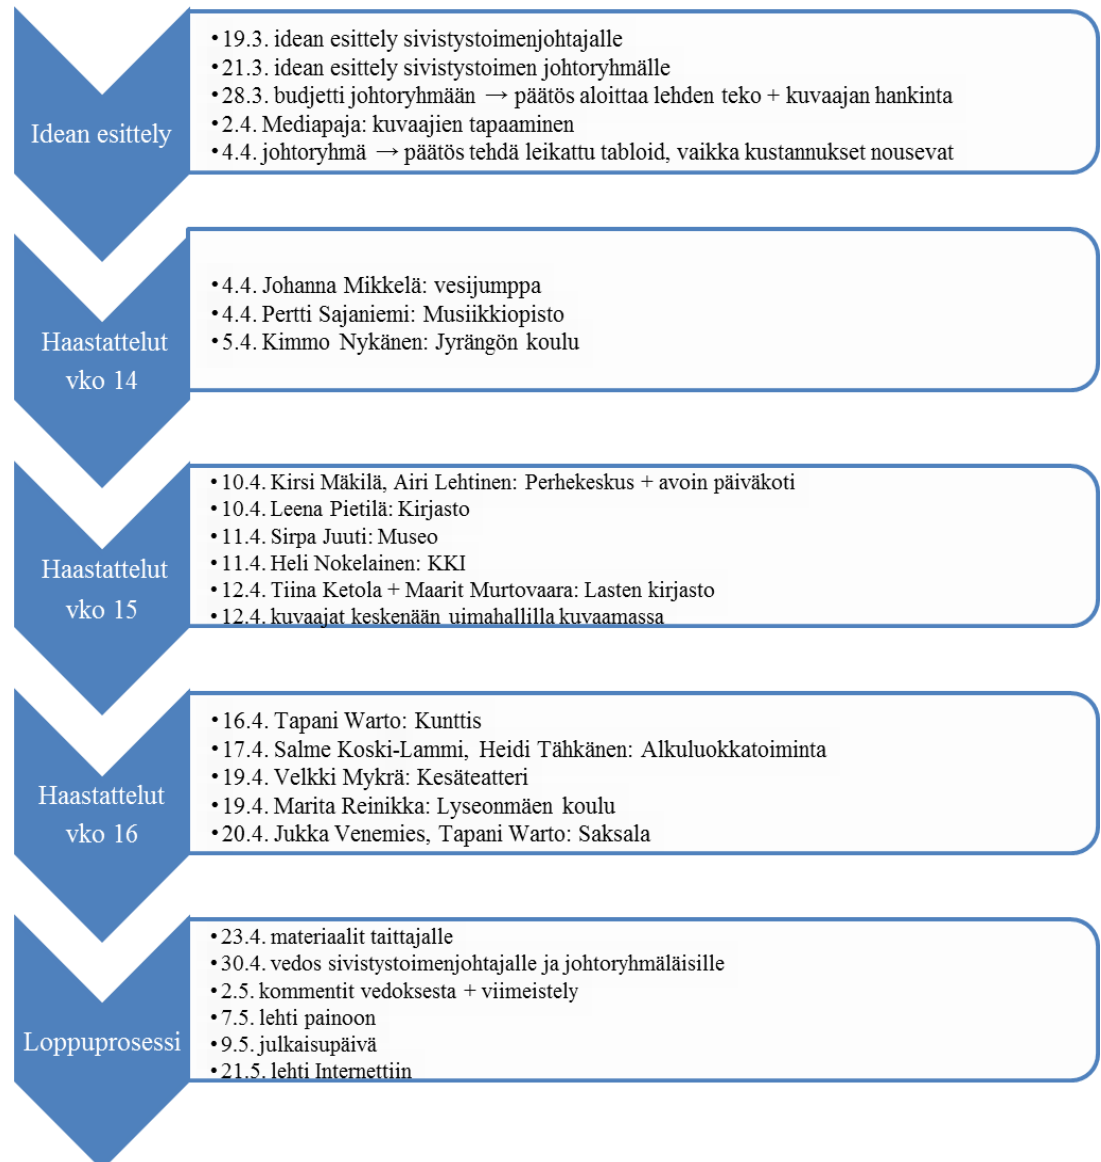 Idean esittely
•19.3. idean esittely sivistystoimenjohtajalle
•21.3. idean esittely sivistystoimen johtoryhmälle
•28.3. budjetti johtoryhmään → päätös aloittaa lehden teko + kuvaajan hankinta
•2.4. Mediapaja: kuvaajien tapaaminen
•4.4. johtoryhmä → päätös tehdä leikattu tabloid, vaikka kustannukset nousevat
Haastattelut
vko 14
•4.4. Johanna Mikkelä: vesijumppa
•4.4. Pertti Sajaniemi: Musiikkiopisto
•5.4. Kimmo Nykänen: Jyrängön koulu
Haastattelut
vko 15
•10.4. Kirsi Mäkilä, Airi Lehtinen: Perhekeskus + avoin päiväkoti
•10.4. Leena Pietilä: Kirjasto
•11.4. Sirpa Juuti: Museo
•11.4. Heli Nokelainen: KKI
•12.4. Tiina Ketola + Maarit Murtovaara: Lasten kirjasto
•12.4. kuvaajat keskenään uimahallilla kuvaamassa
Haastattelut
vko 16
•16.4. Tapani Warto: Kunttis
•17.4. Salme Koski-Lammi, Heidi Tähkänen: Alkuluokkatoiminta
•19.4. Velkki Mykrä: Kesäteatteri
•19.4. Marita Reinikka: Lyseonmäen koulu
•20.4. Jukka Venemies, Tapani Warto: Saksala
Loppuprosessi
•23.4. materiaalit taittajalle
•30.4. vedos sivistystoimenjohtajalle ja johtoryhmäläisille
•2.5. kommentit vedoksesta + viimeistely
•7.5. lehti painoon
•9.5. julkaisupäivä
•21.5. lehti Internettiin